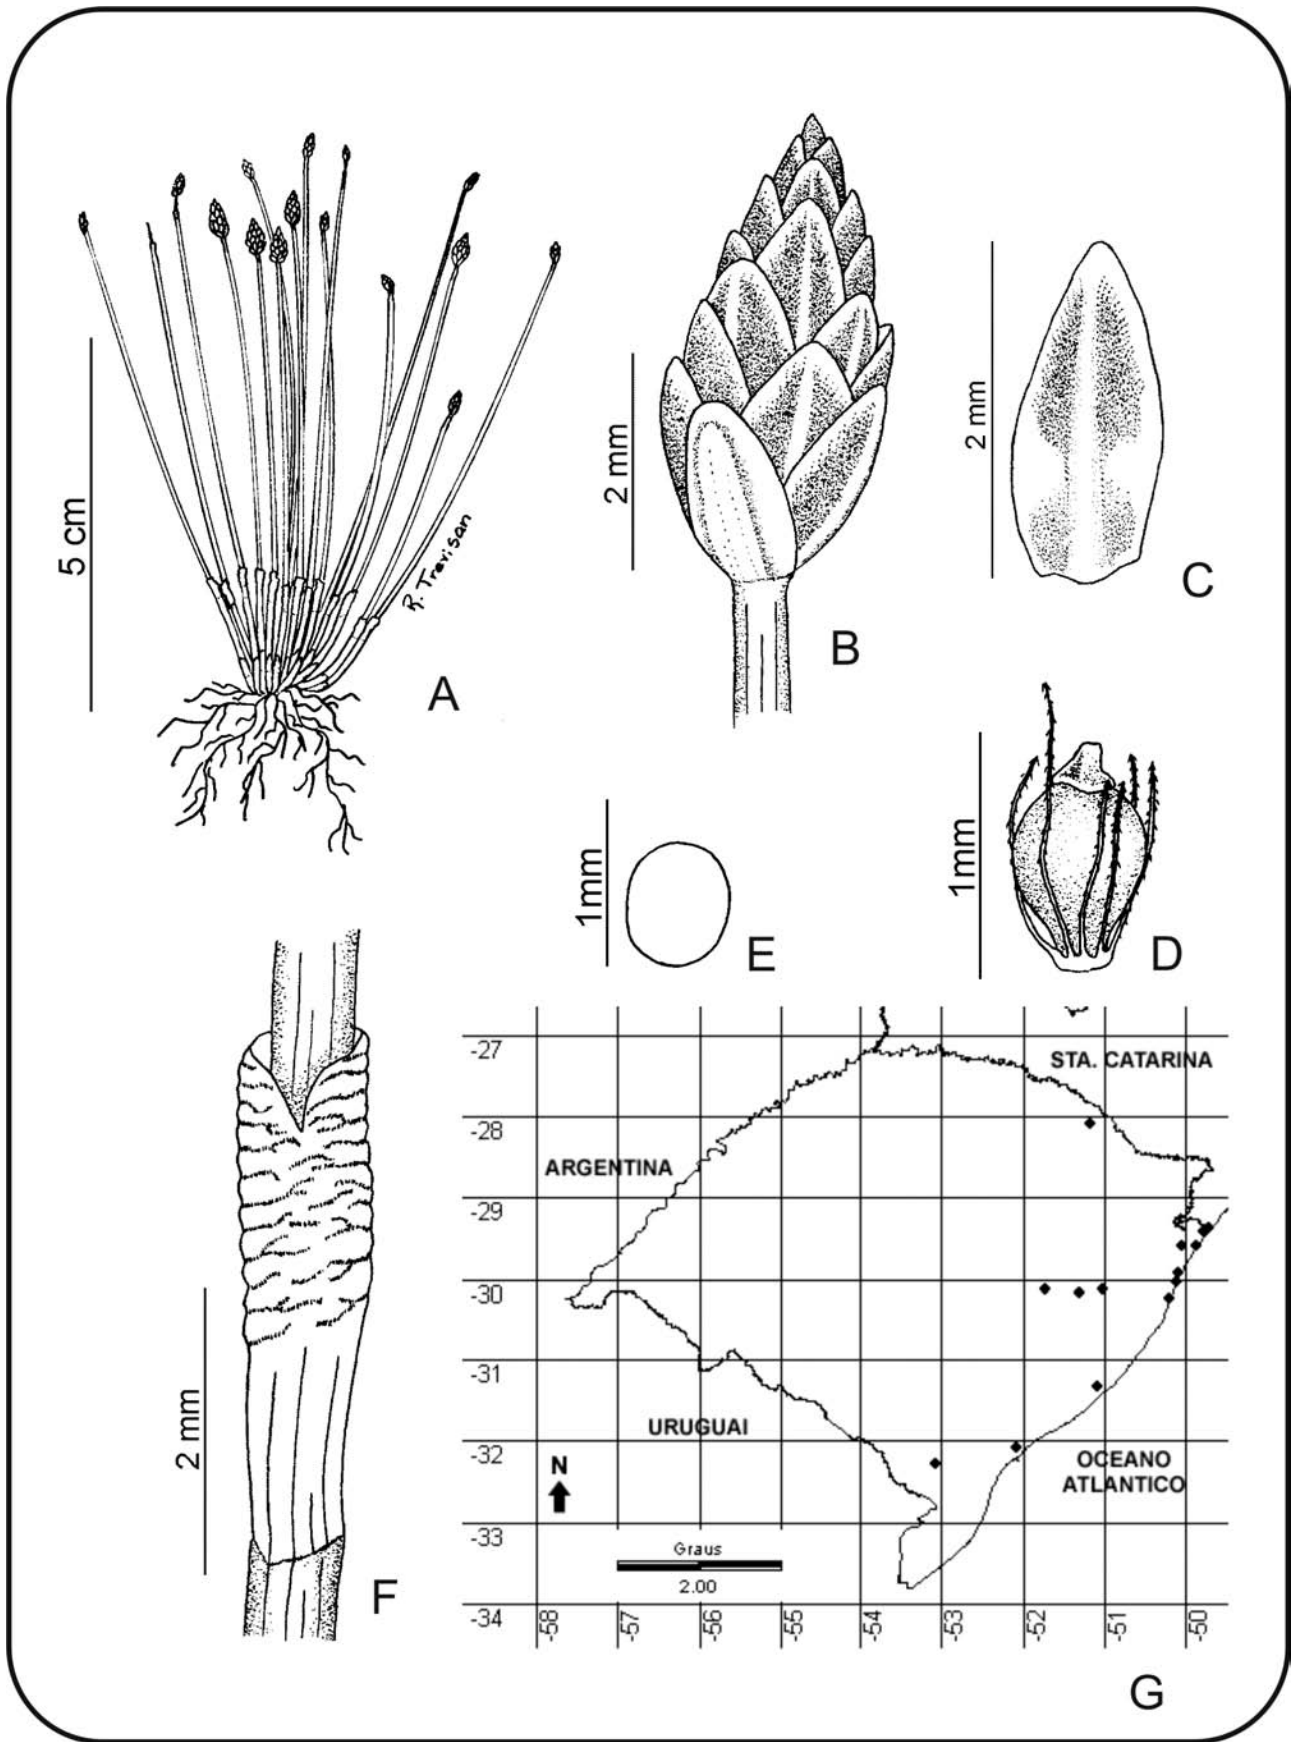 5 cm
R. Trevisan
A
2 mm
B
2 mm
C
1mm
E
1mm
D
2 mm
F
-27
-28
-29
-30
-31
-32
-33
-34
STA. CATARINA
ARGENTINA
URUGUAI
OCEANO
ATLANTICO
N
Graus
2.00
-58
-57
-56
-55
-54
-53
-52
-51
-50
G